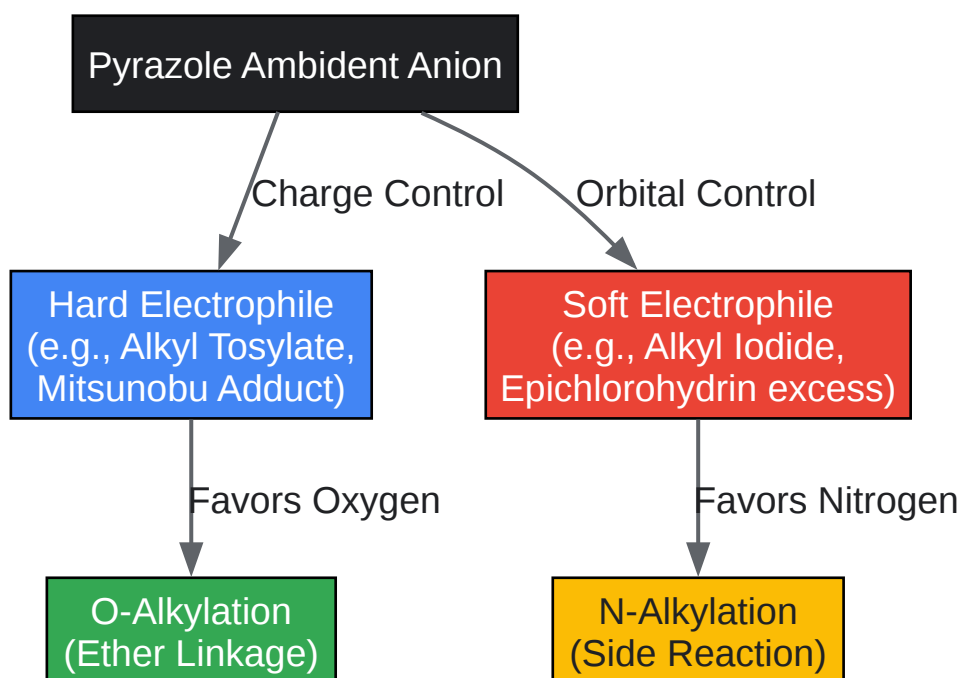 Pyrazole Ambident Anion
Charge Control
Orbital Control
Hard Electrophile
(e.g., Alkyl Tosylate,
Mitsunobu Adduct)
Soft Electrophile
(e.g., Alkyl Iodide,
Epichlorohydrin excess)
Favors Oxygen
Favors Nitrogen
O-Alkylation
(Ether Linkage)
N-Alkylation
(Side Reaction)